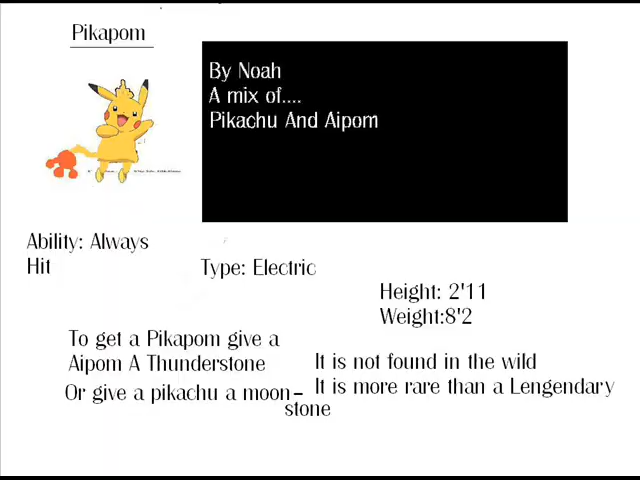 Pikapom
By Noah
A mix of....
Pikachu And Aipom
Ability: Always
Hit
Type: Electric
Height: 2'11
Weight:8'2
To get a Pikapom give a
Aipom A Thunderstone
Or give a pikachu a moon-
stone
It is not found in the wild
It is more rare than a Lengendary